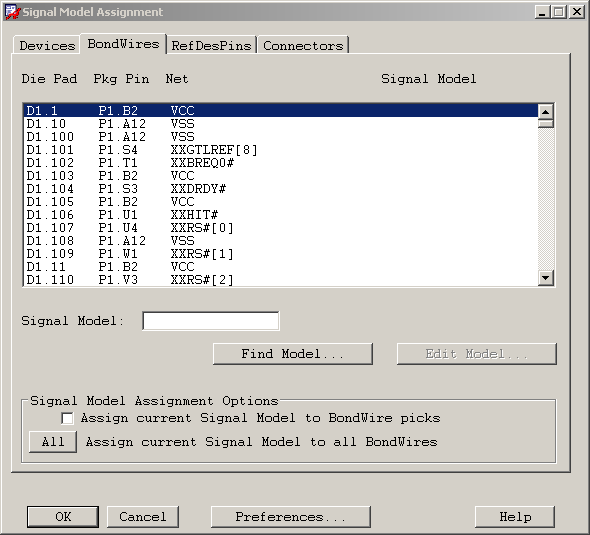 Signal Model Assignment
Devices BondWires RefDesPins Connectors
Die Pad Pkg Pin Net Signal Model
D1.1 P1.B2 VCC
D1.10 P1.A12 VSS
D1.100 P1.A12 VSS
D1.101 P1.S4 XXGTLREF[8]
D1.102 P1.T1 XXBREQ0#
D1.103 P1.B2 VCC
D1.104 P1.S3 XXDRDY#
D1.105 P1.B2 VCC
D1.106 P1.U1 XXHIT#
D1.107 P1.U4 XXRS#[0]
D1.108 P1.A12 VSS
D1.109 P1.W1 XXRS#[1]
D1.11 P1.B2 VCC
D1.110 P1.V3 XXRS#[2]
Signal Model:
Find Model... Edit Model...
Signal Model Assignment Options
Assign current Signal Model to BondWire picks
All Assign current Signal Model to all BondWires
OK Cancel Preferences... Help